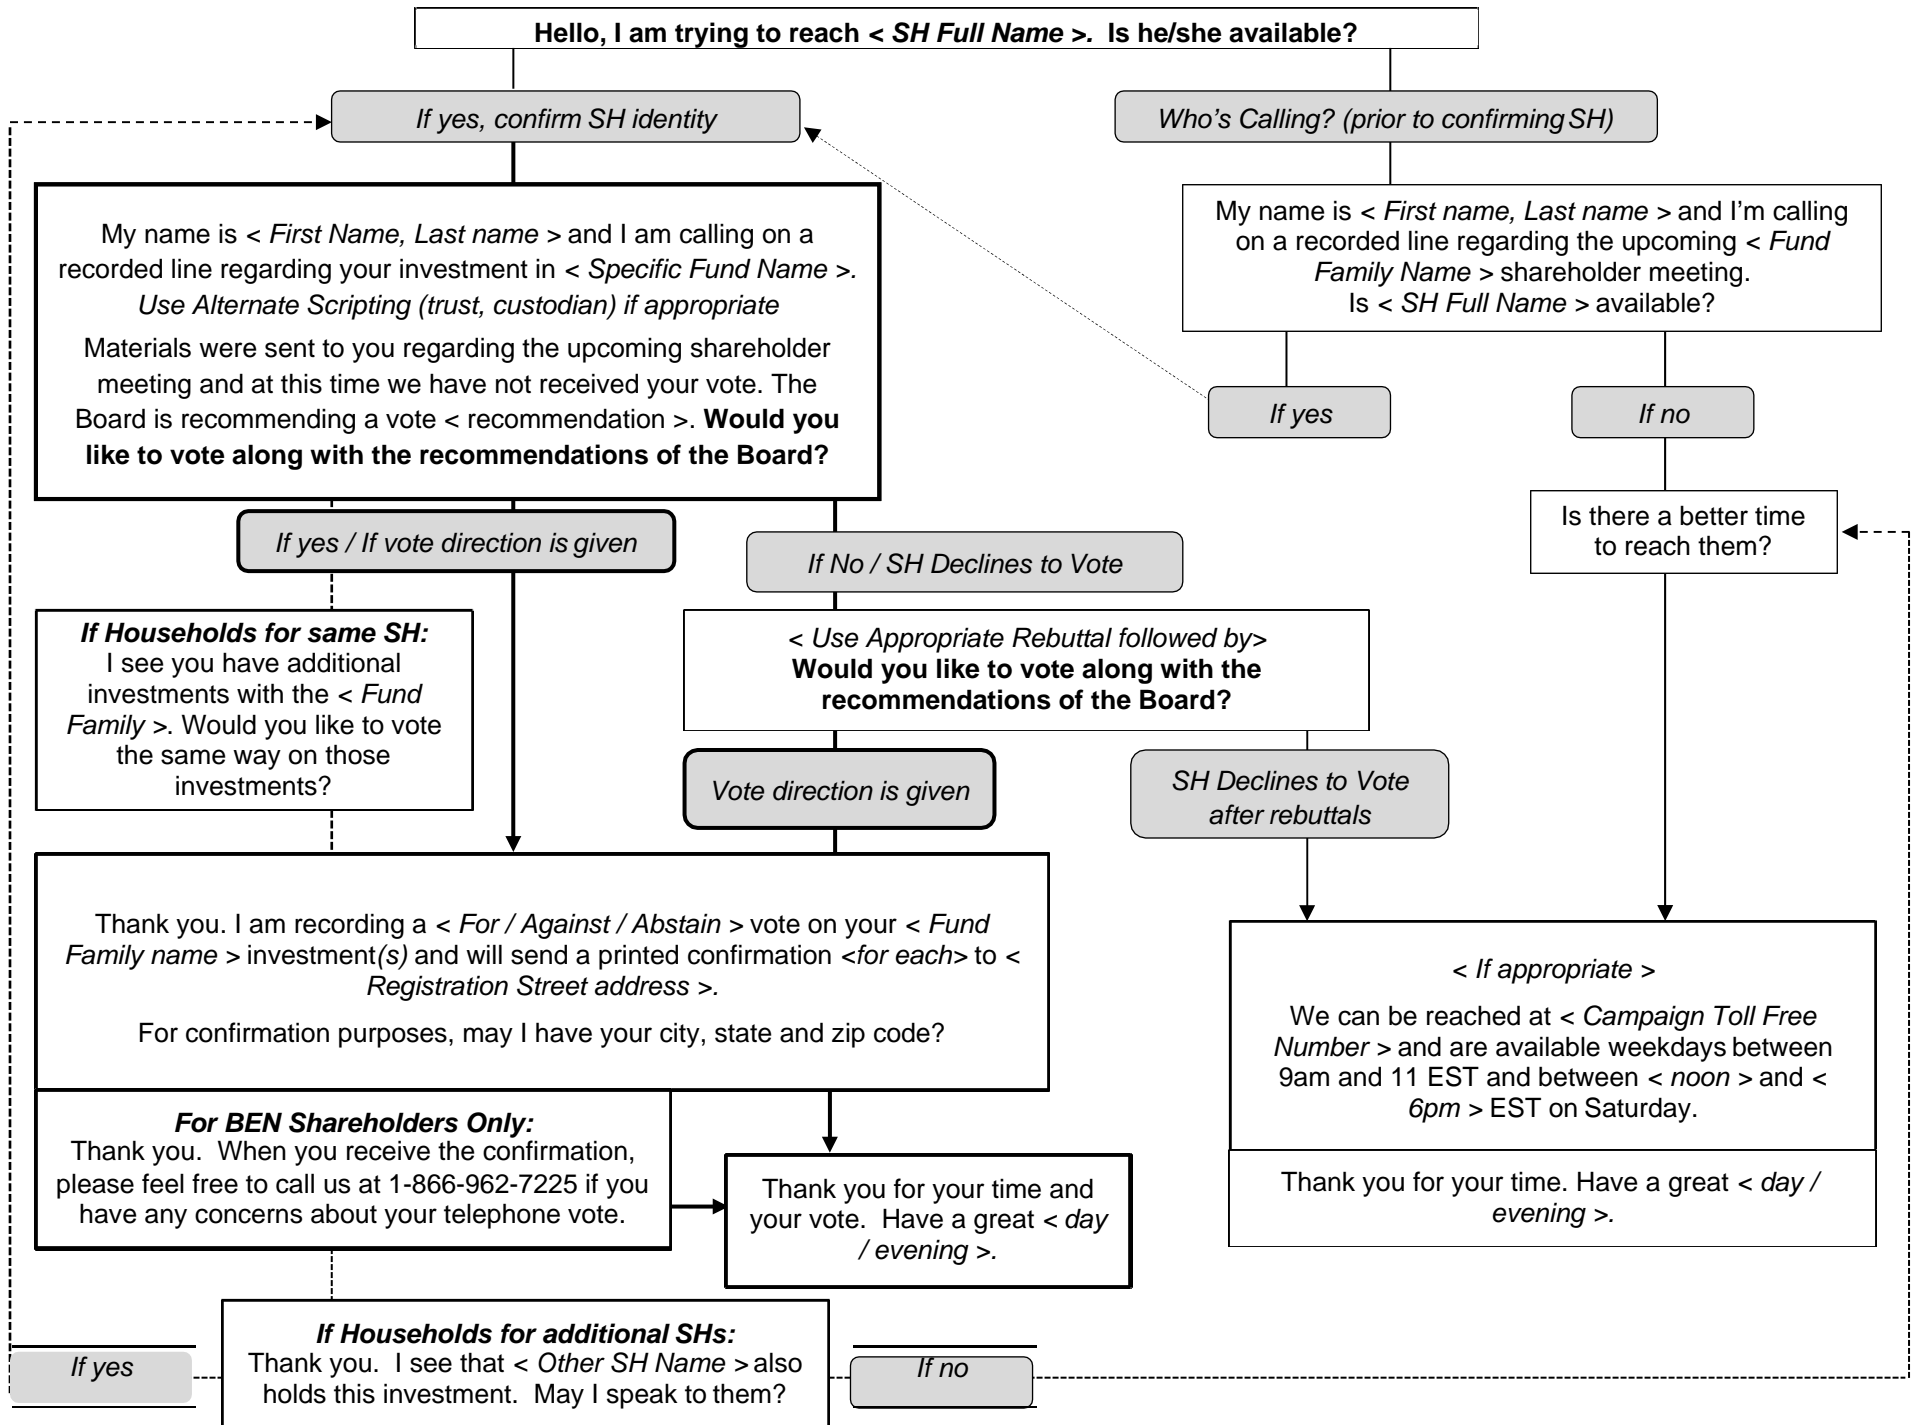 Hello, I am trying to reach < SH Full Name >.  Is he/she available?
If yes, confirm SH identity
Who's Calling? (prior to confirming SH)
My name is < First Name, Last name > and I am calling on a
recorded line regarding your investment in < Specific Fund Name >.
Use Alternate Scripting (trust, custodian) if appropriate
Materials were sent to you regarding the upcoming shareholder
meeting and at this time we have not received your vote. The
Board is recommending a vote < recommendation >. Would you
like to vote along with the recommendations of the Board?
My name is < First name, Last name > and I'm calling
on a recorded line regarding the upcoming < Fund
Family Name > shareholder meeting.
Is < SH Full Name > available?
If yes
If no
Is there a better time
to reach them?
If yes / If vote direction is given
If No / SH Declines to Vote
If Households for same SH:
I see you have additional
investments with the < Fund
Family >. Would you like to vote
the same way on those
investments?
< Use Appropriate Rebuttal followed by>
Would you like to vote along with the
recommendations of the Board?
Vote direction is given
SH Declines to Vote
after rebuttals
Thank you. I am recording a < For / Against / Abstain > vote on your < Fund
Family name > investment(s) and will send a printed confirmation <for each> to <
Registration Street address >.
For confirmation purposes, may I have your city, state and zip code?
< If appropriate >
We can be reached at < Campaign Toll Free
Number > and are available weekdays between
9am and 11 EST and between < noon > and <
6pm > EST on Saturday.
Thank you for your time. Have a great < day /
evening >.
For BEN Shareholders Only:
Thank you.  When you receive the confirmation,
please feel free to call us at 1-866-962-7225 if you
have any concerns about your telephone vote.
Thank you for your time and
your vote.  Have a great < day
/ evening >.
If Households for additional SHs:
Thank you.  I see that < Other SH Name > also
holds this investment.  May I speak to them?
If yes
If no